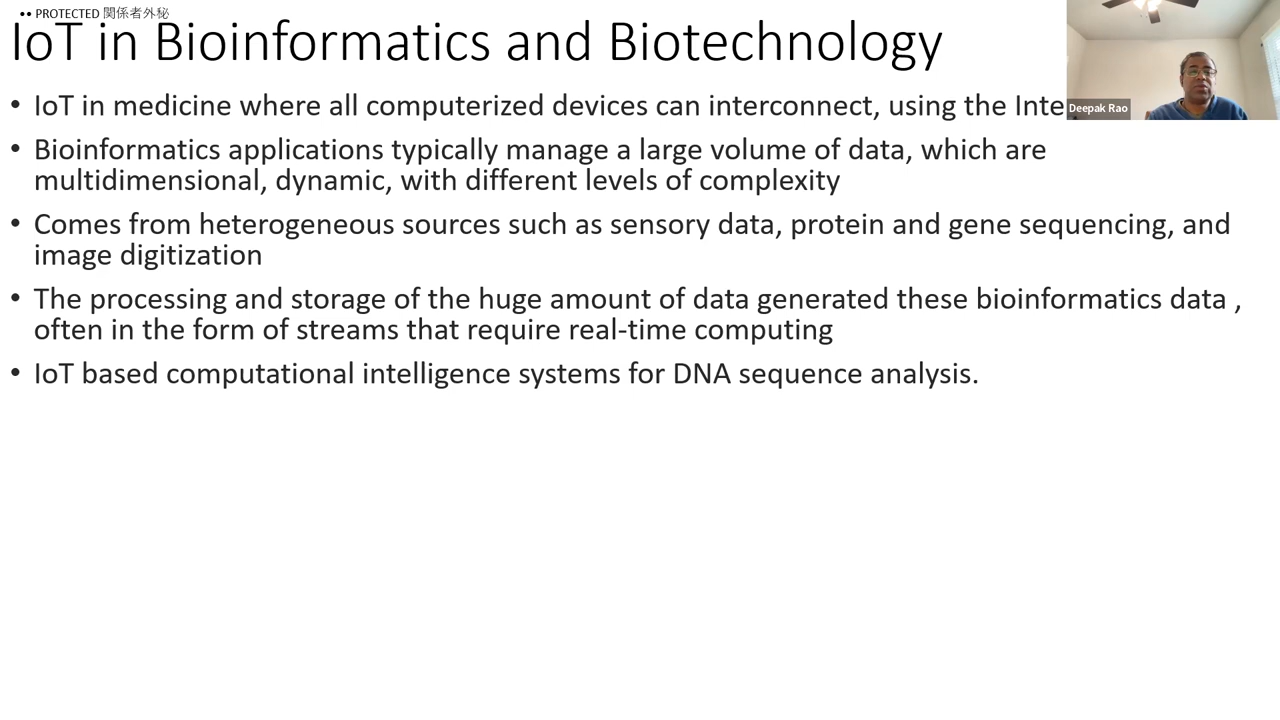 •• PROTECTED 関係者外秘
IoT in Bioinformatics and Biotechnology
• IoT in medicine where all computerized devices can interconnect, using the Inte
Deepak Rao
• Bioinformatics applications typically manage a large volume of data, which are
multidimensional, dynamic, with different levels of complexity
• Comes from heterogeneous sources such as sensory data, protein and gene sequencing, and
image digitization
• The processing and storage of the huge amount of data generated these bioinformatics data ,
often in the form of streams that require real-time computing
• IoT based computational intelligence systems for DNA sequence analysis.